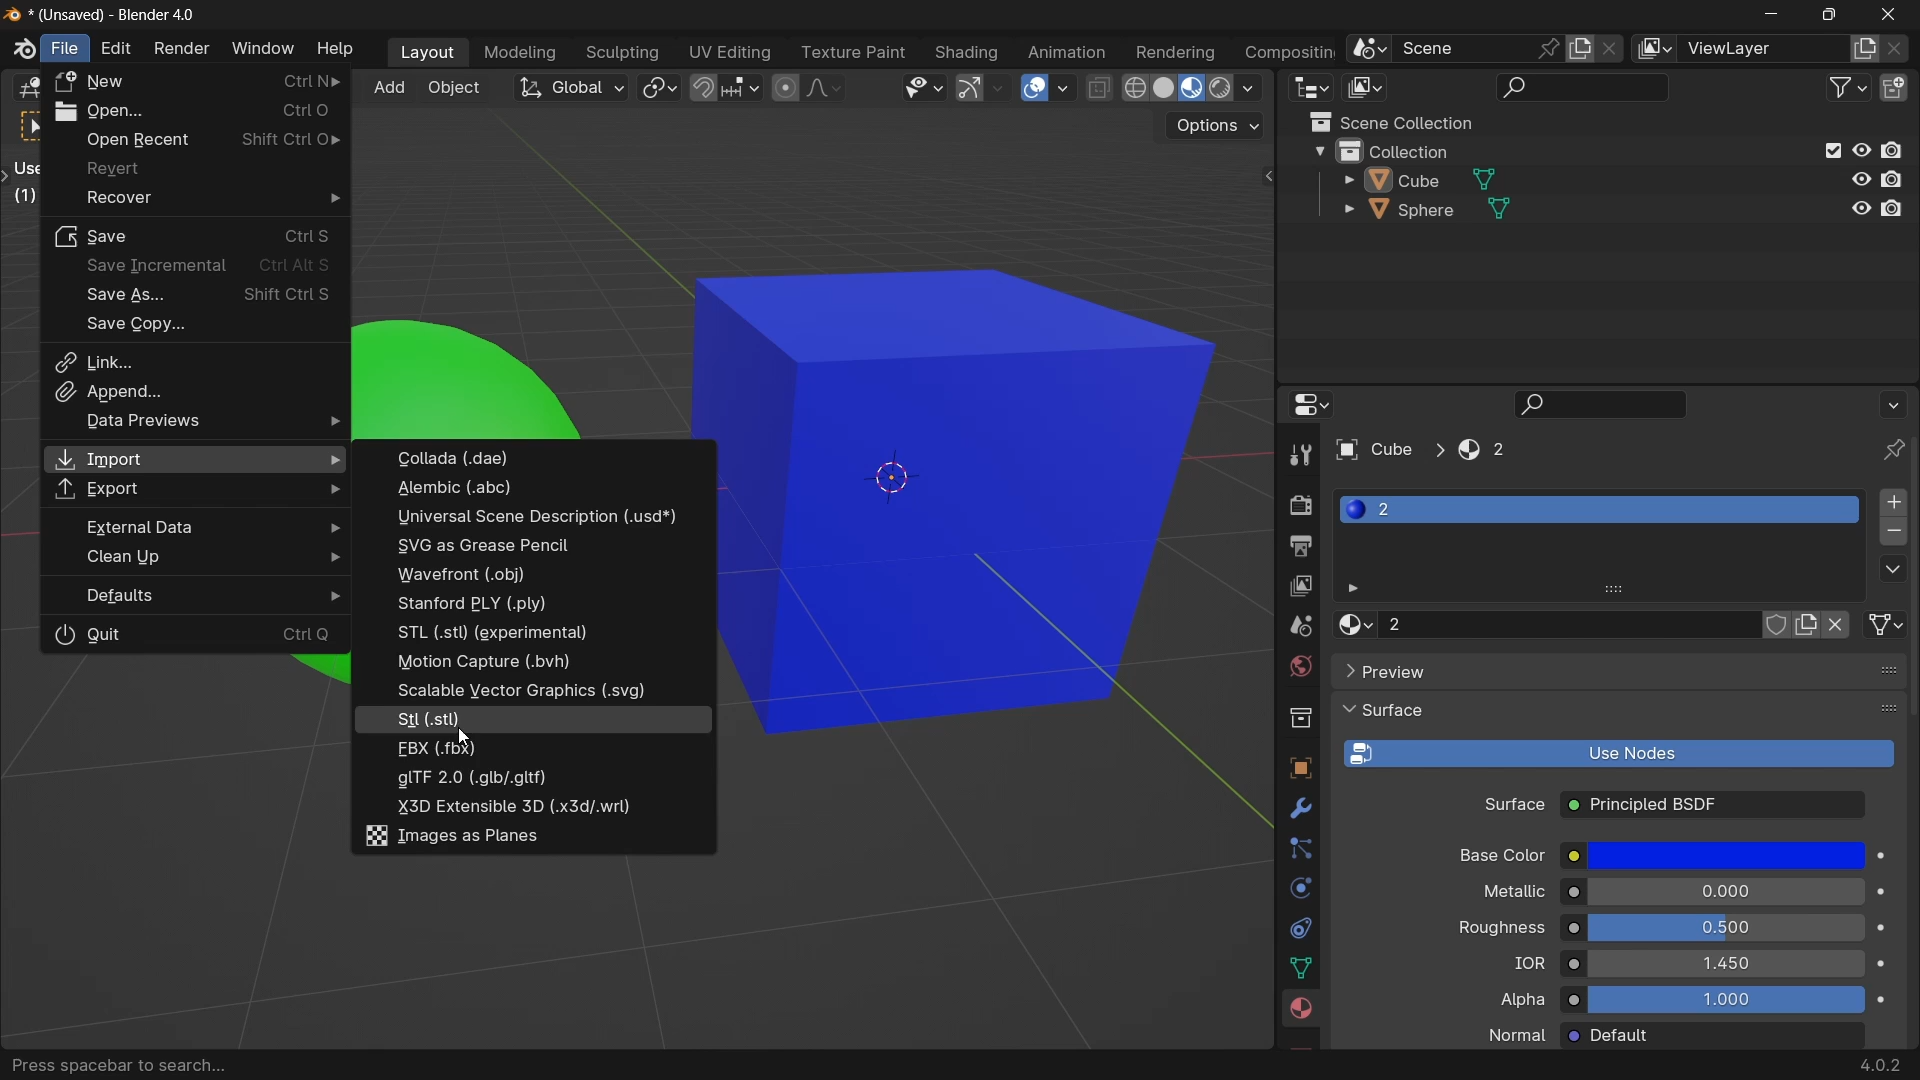 * (Unsaved) - Blender 4.0
File Edit Render Window Help Layout Modeling Sculpting UV Editing Texture Paint Shading Animation Rendering Compositin Scene ViewLayer
Add Object Global
Options
Use
(1)
New Ctrl N
Open... Ctrl O
Open Recent Shift Ctrl O
Revert
Recover
Save Ctrl S
Save Incremental Ctrl Alt S
Save As... Shift Ctrl S
Save Copy...
Link...
Append...
Data Previews
Import
Export
External Data
Clean Up
Defaults
Quit Ctrl Q
Collada (.dae)
Alembic (.abc)
Universal Scene Description (.usd*)
SVG as Grease Pencil
Wavefront (.obj)
Stanford PLY (.ply)
STL (.stl) (experimental)
Motion Capture (.bvh)
Scalable Vector Graphics (.svg)
Stl (.stl)
FBX (.fbx)
glTF 2.0 (.glb/.gltf)
X3D Extensible 3D (.x3d/.wrl)
Images as Planes
Scene Collection
Collection
Cube
Sphere
Cube 2
2
2
Preview
Surface
Use Nodes
Surface Principled BSDF
Base Color
Metallic 0.000
Roughness 0.500
IOR 1.450
Alpha 1.000
Normal Default
Press spacebar to search... 4.0.2